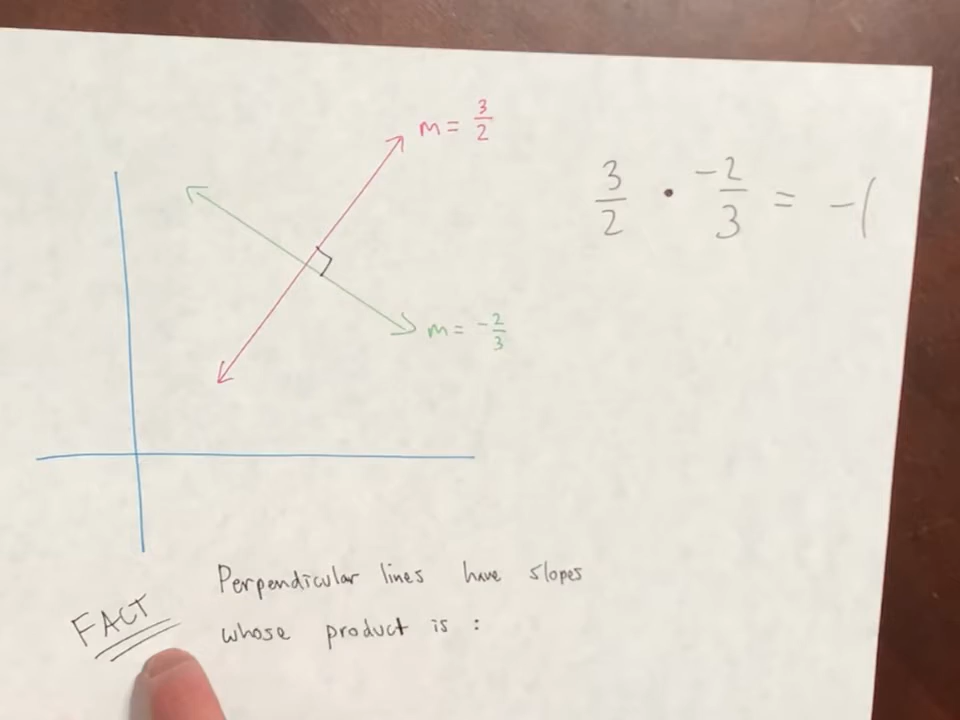 m = 3/2
3/2 · -2/3 = -1
m = -2/3
FACT
Perpendicular lines have slopes
whose product is :